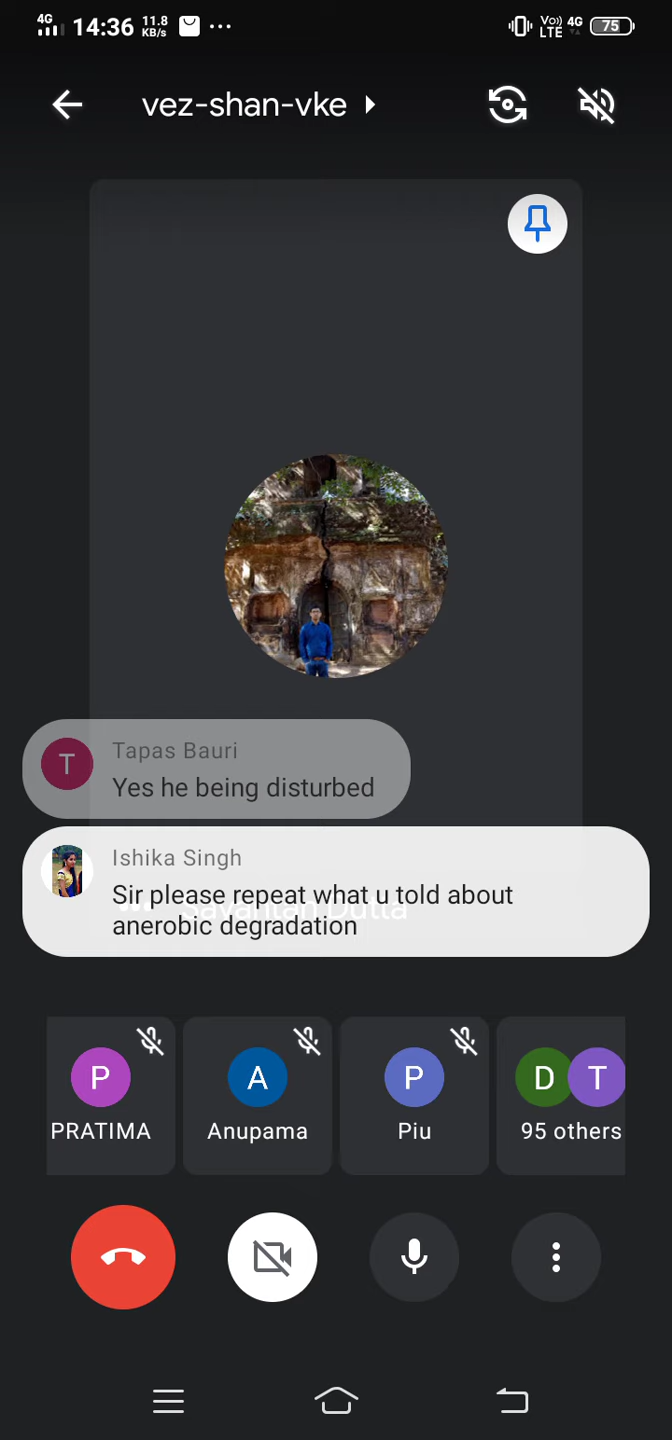 4G 14:36 11.8 KB/s ... Vo)) LTE 4G 75
vez-shan-vke
T Tapas Bauri
Yes he being disturbed
Ishika Singh
Sir please repeat what u told about
anerobic degradation
Dutta
P A P D T
PRATIMA Anupama Piu 95 others